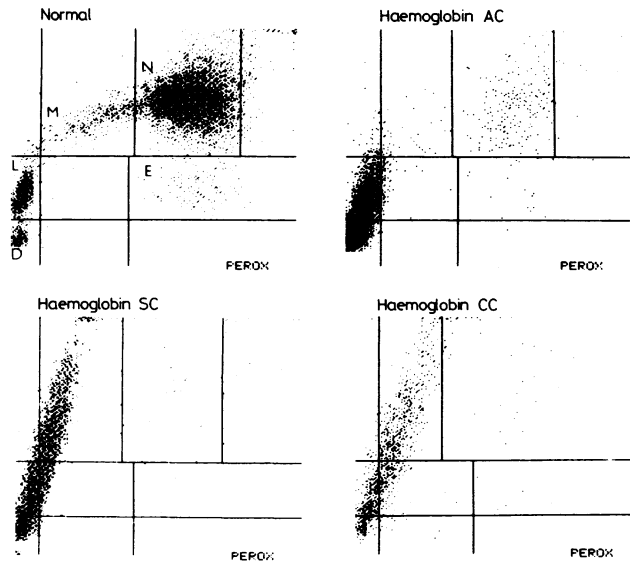 Normal
N
M
L
E
D
PEROX
Haemoglobin AC
PEROX
Haemoglobin SC
PEROX
Haemoglobin CC
PEROX